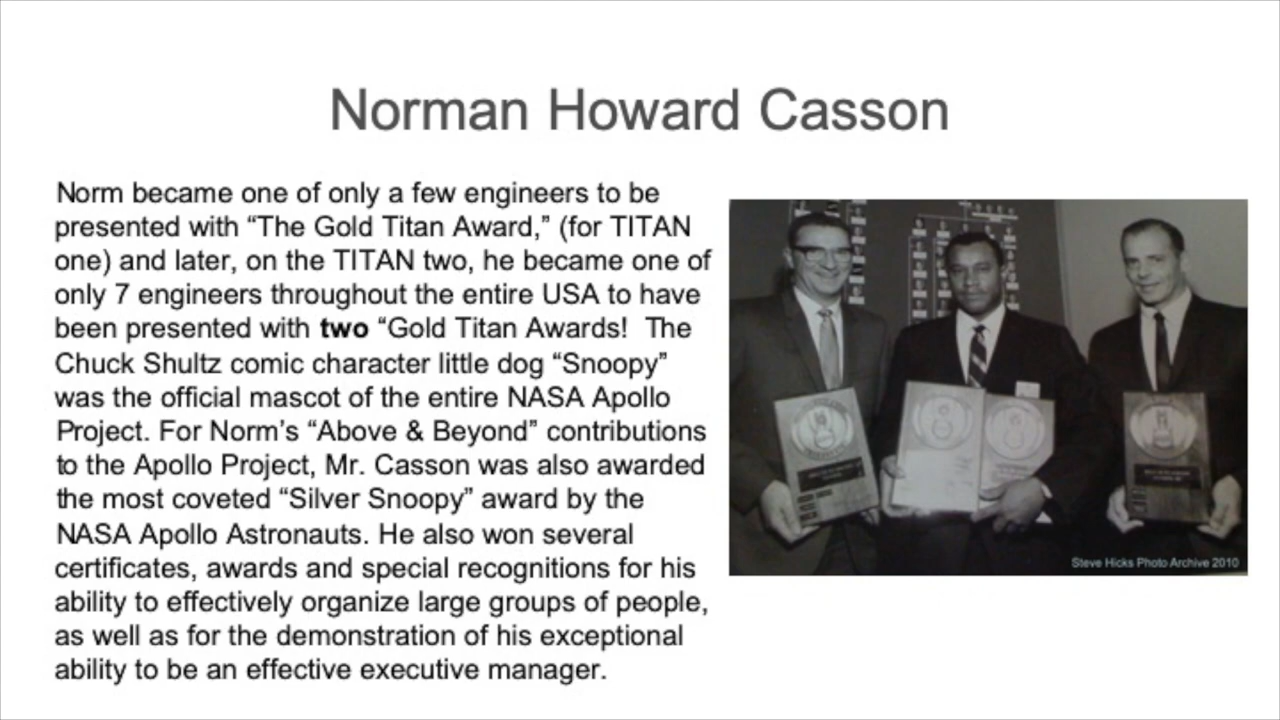 Norman Howard Casson
Norm became one of only a few engineers to be
presented with “The Gold Titan Award,” (for TITAN
one) and later, on the TITAN two, he became one of
only 7 engineers throughout the entire USA to have
been presented with two “Gold Titan Awards!  The
Chuck Shultz comic character little dog “Snoopy”
was the official mascot of the entire NASA Apollo
Project. For Norm’s “Above & Beyond” contributions
to the Apollo Project, Mr. Casson was also awarded
the most coveted “Silver Snoopy” award by the
NASA Apollo Astronauts. He also won several
certificates, awards and special recognitions for his
ability to effectively organize large groups of people,
as well as for the demonstration of his exceptional
ability to be an effective executive manager.
Steve Hicks Photo Archive 2010